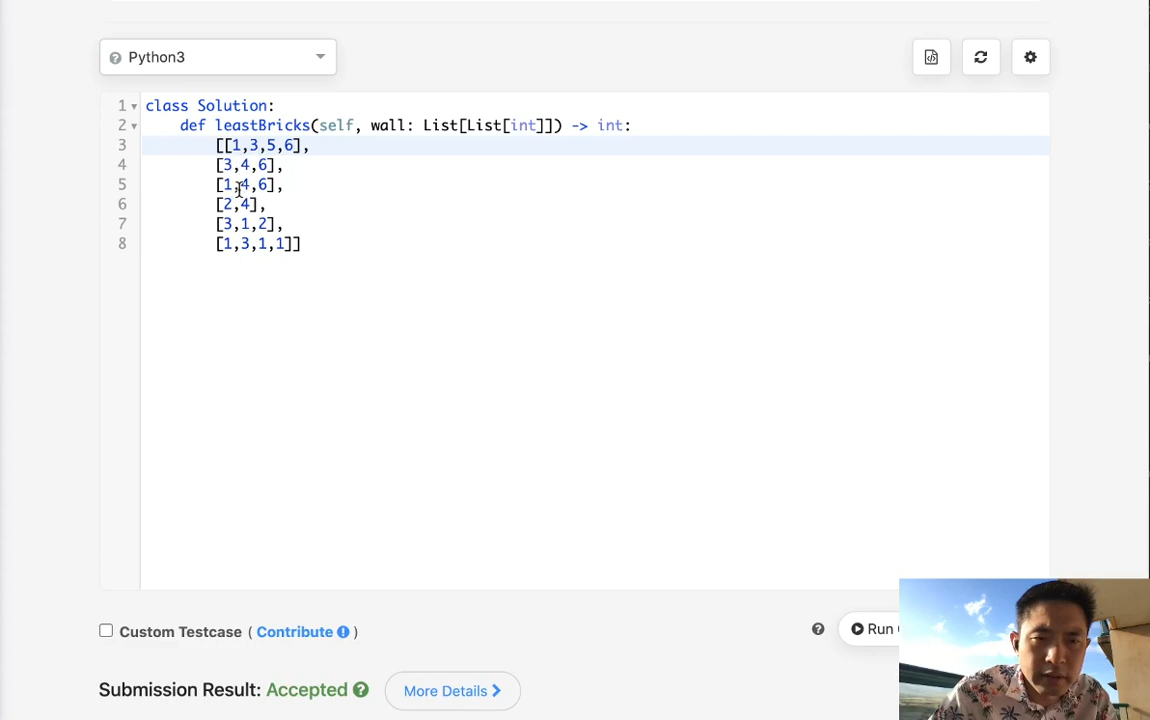 Python3
1 class Solution:
2 def leastBricks(self, wall: List[List[int]]) -> int:
3 [[1,3,5,6],
4 [3,4,6],
5 [1,4,6],
6 [2,4],
7 [3,1,2],
8 [1,3,1,1]]
Custom Testcase ( Contribute )
Run
Submission Result: Accepted
More Details